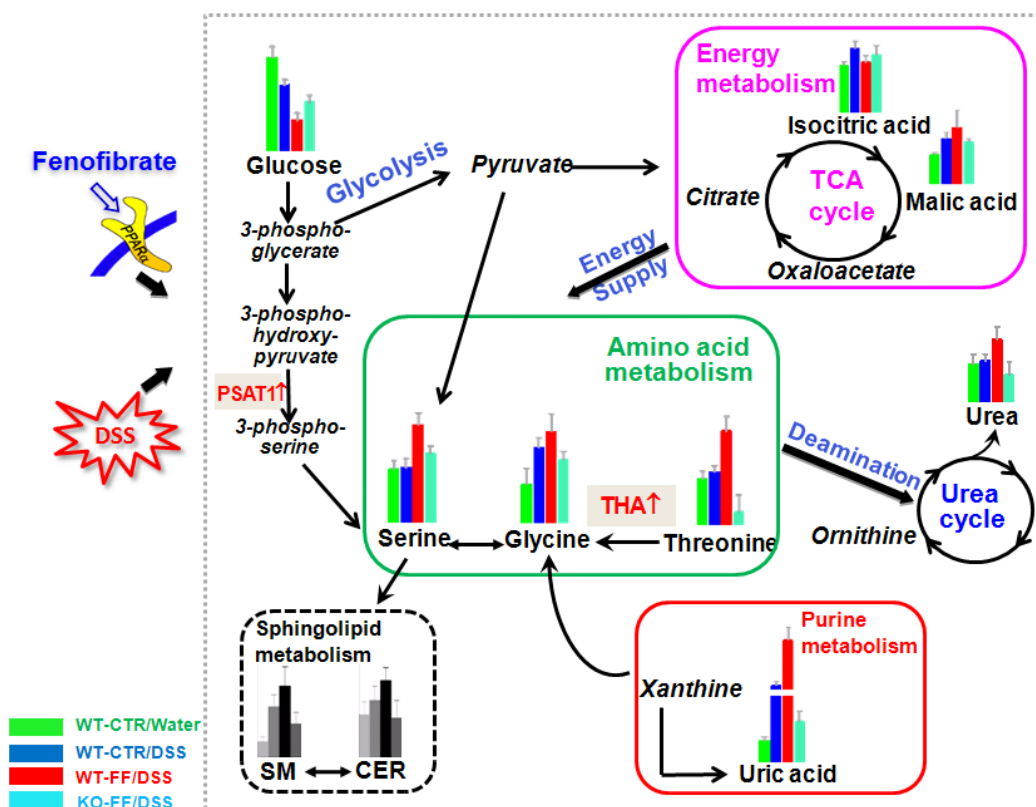 Energy
metabolism
Isocitric acid
Malic acid
TCA
cycle
Citrate
Oxaloacetate
Glucose
Glycolysis
Pyruvate
3-phospho-
glycerate
3-phospho-
hydroxy-
pyruvate
PSAT1↑
3-phospho-
serine
Fenofibrate
PPARα
DSS
Energy
Supply
Amino acid
metabolism
Serine
Glycine
THA↑
Threonine
Deamination
Urea
Urea
cycle
Ornithine
Sphingolipid
metabolism
SM
CER
Purine
metabolism
Xanthine
Uric acid
WT-CTR/Water
WT-CTR/DSS
WT-FF/DSS
KO-FF/DSS